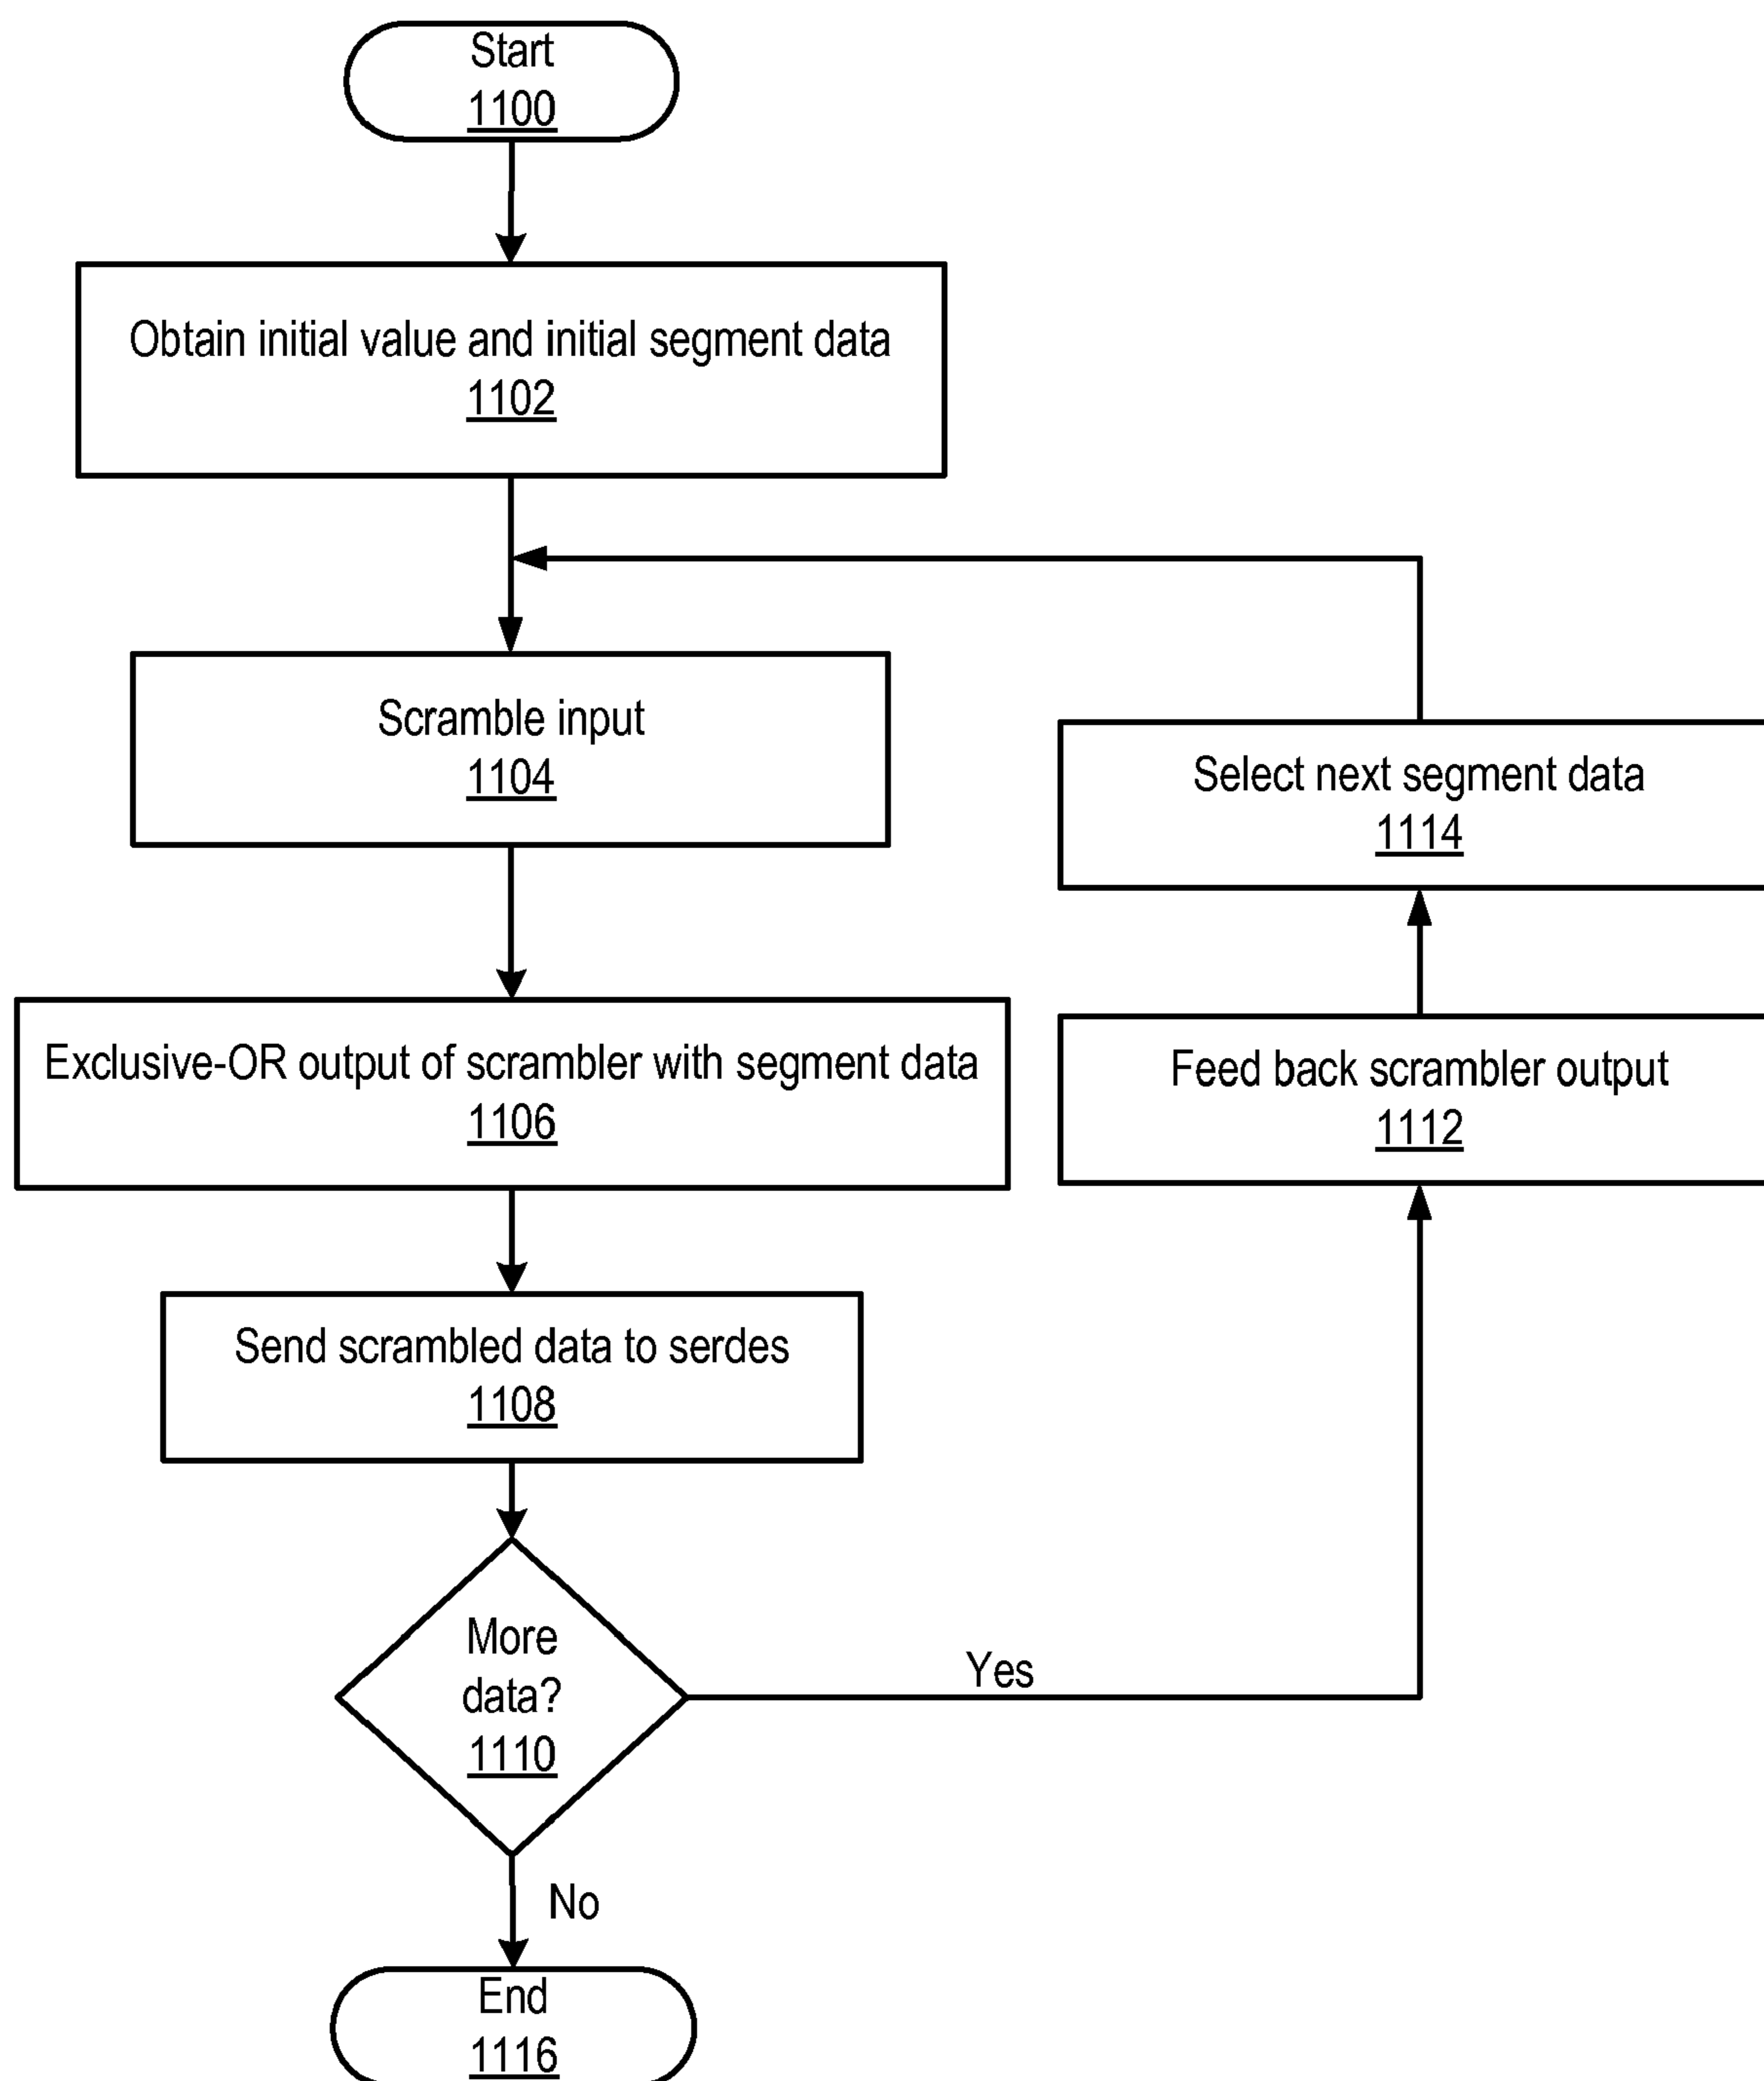 Start
1100
Obtain initial value and initial segment data
1102
Scramble input
1104
Select next segment data
1114
Exclusive-OR output of scrambler with segment data
1106
Feed back scrambler output
1112
Send scrambled data to serdes
1108
More
data?
1110
Yes
No
End
1116